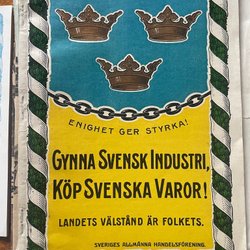 ENIGHET GER STYRKA!
GYNNA SVENSK INDUSTRI,
KÖP SVENSKA VAROR!
LANDETS VÄLSTÅND ÄR FOLKETS.
SVERIGES ALLMÄNNA HANDELSFÖRENING.